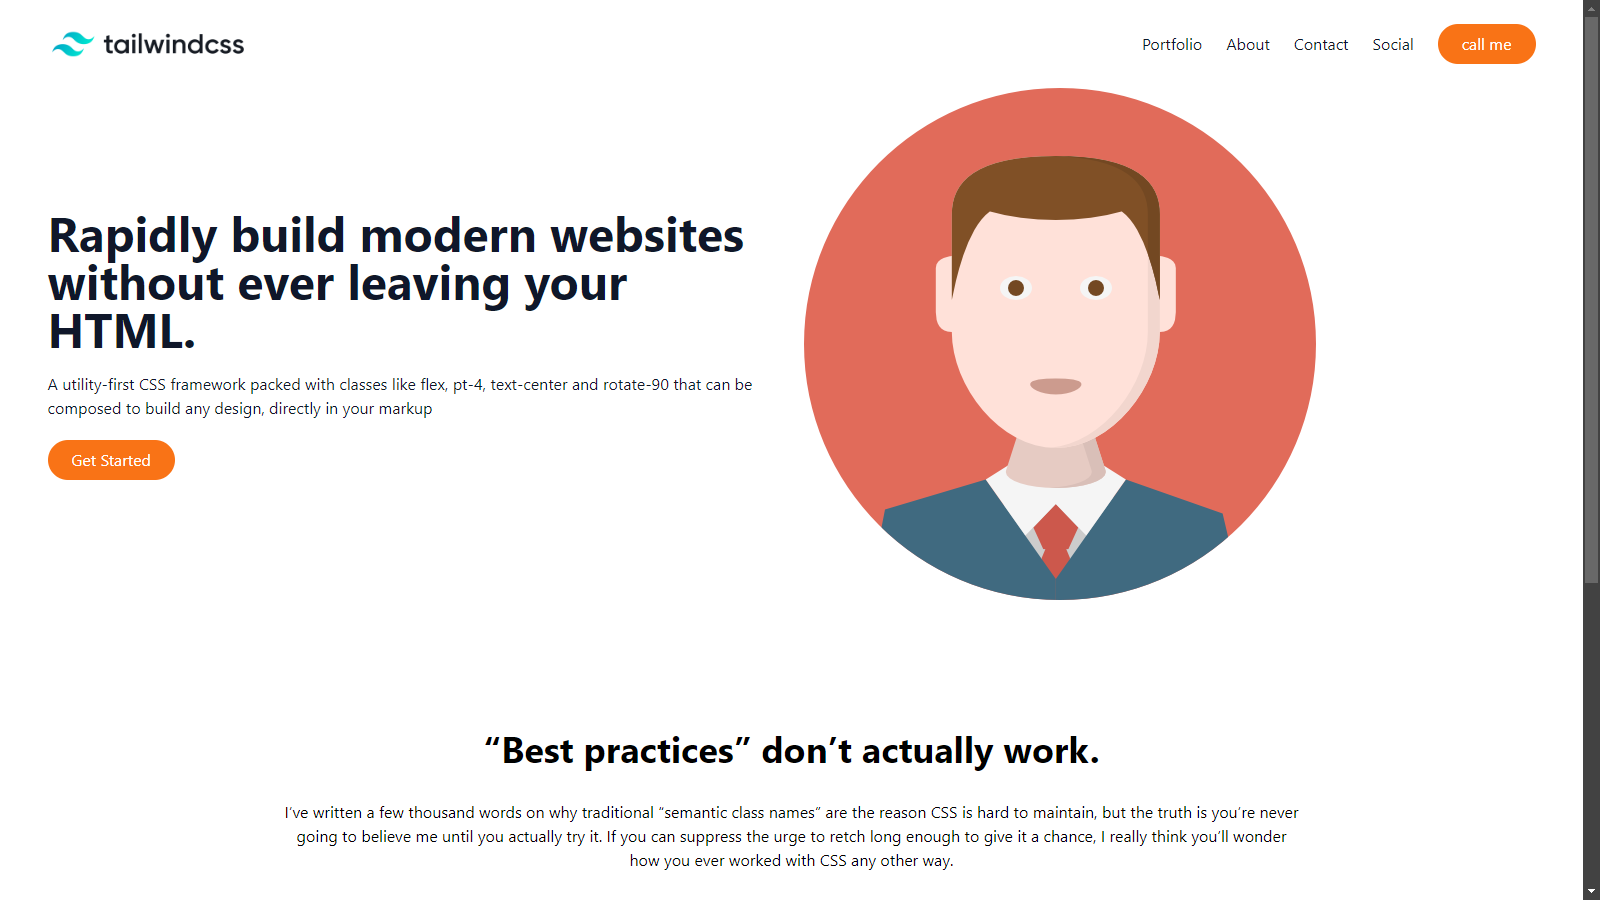 tailwindcss
Portfolio
About
Contact
Social
call me
Rapidly build modern websites
without ever leaving your
HTML.
A utility-first CSS framework packed with classes like flex, pt-4, text-center and rotate-90 that can be
composed to build any design, directly in your markup
Get Started
“Best practices” don’t actually work.
I’ve written a few thousand words on why traditional “semantic class names” are the reason CSS is hard to maintain, but the truth is you’re never
going to believe me until you actually try it. If you can suppress the urge to retch long enough to give it a chance, I really think you’ll wonder
how you ever worked with CSS any other way.